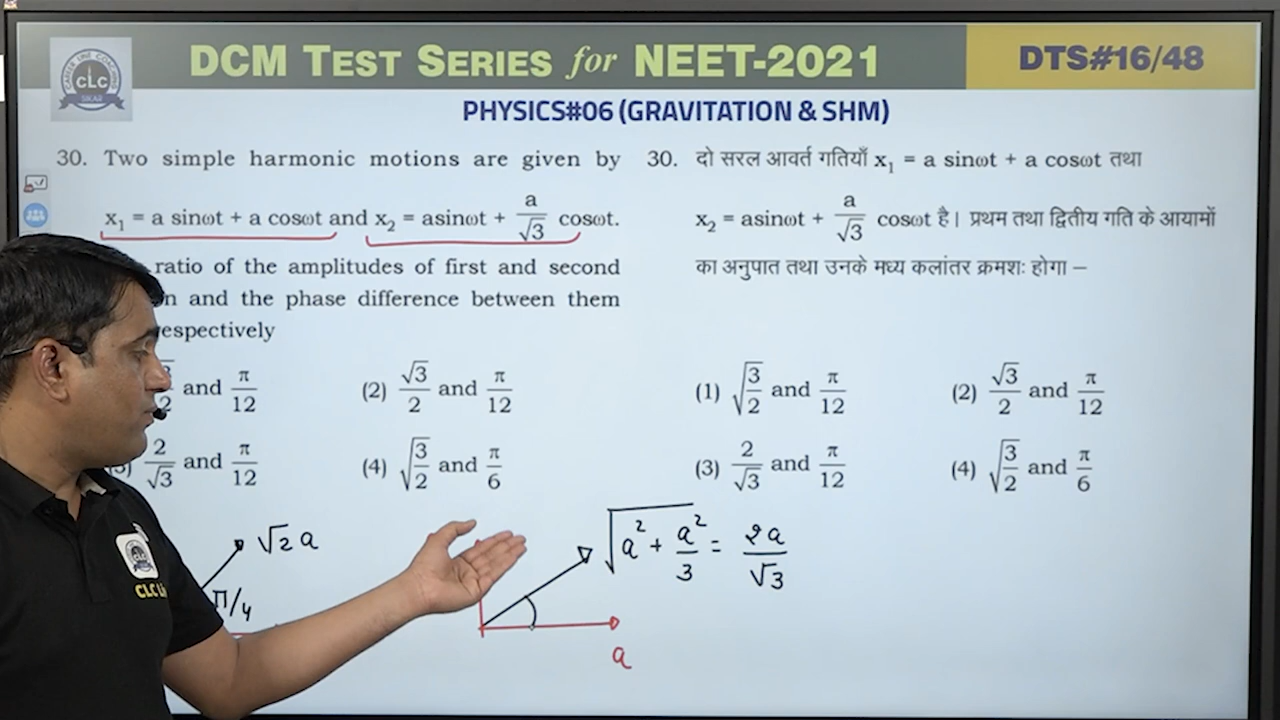 DCM TEST SERIES for NEET-2021
DTS#16/48
CLC
SIKAR
PHYSICS#06 (GRAVITATION & SHM)
30. Two simple harmonic motions are given by
x₁ = a sinωt + a cosωt and x₂ = asinωt + a/√3 cosωt.
ratio of the amplitudes of first and second
and the phase difference between them
respectively
and π/12
(2) √3/2 and π/12
2/√3 and π/12
(4) √(3/2) and π/6
30. दो सरल आवर्त गतियाँ x₁ = a sinωt + a cosωt तथा
x₂ = asinωt + a/√3 cosωt है। प्रथम तथा द्वितीय गति के आयामों
का अनुपात तथा उनके मध्य कलांतर क्रमशः होगा –
(1) √(3/2) and π/12
(2) √3/2 and π/12
(3) 2/√3 and π/12
(4) √(3/2) and π/6
√2 a
π/4
√(a² + a²/3) = 2a/√3
a
CLC